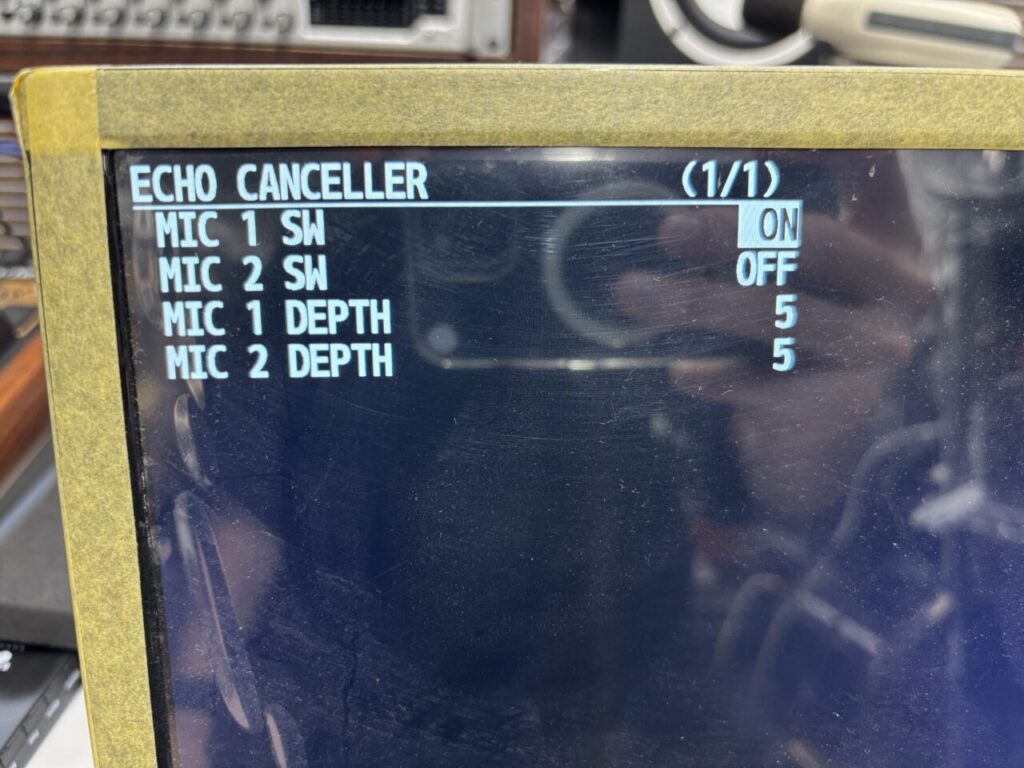 ECHO CANCELLER (1/1)
MIC 1 SW ON
MIC 2 SW OFF
MIC 1 DEPTH 5
MIC 2 DEPTH 5